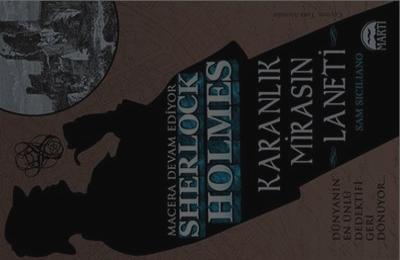 MARTI
MACERA DEVAM EDİYOR
SHERLOCK
HOLMES
KARANLIK
MİRASIN
LANETİ
SAM SICILIANO
DÜNYANIN
EN ÜNLÜ
DEDEKTİFİ
GERİ
DÖNÜYOR...